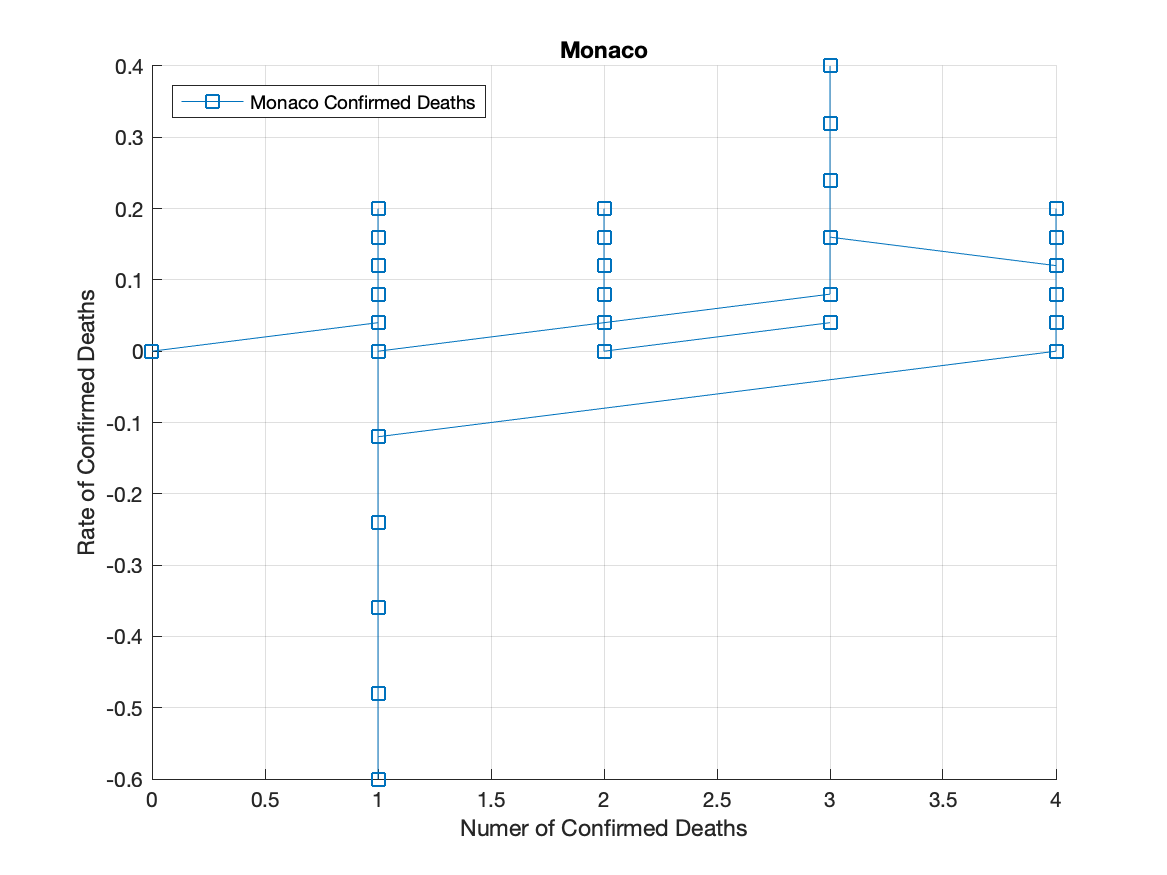 Monaco
Monaco Confirmed Deaths
0.4
0.3
0.2
0.1
0
-0.1
-0.2
-0.3
-0.4
-0.5
-0.6
Rate of Confirmed Deaths
0 0.5 1 1.5 2 2.5 3 3.5 4
Numer of Confirmed Deaths